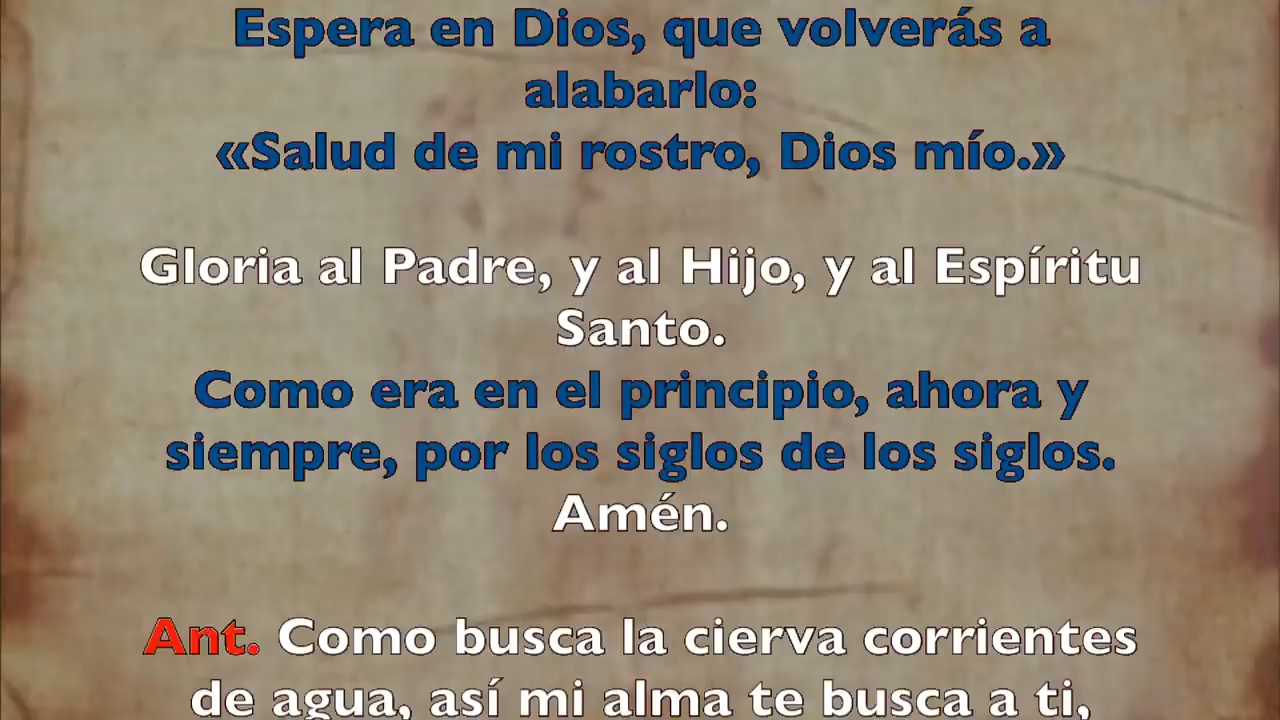 Espera en Dios, que volverás a
alabarlo:
«Salud de mi rostro, Dios mío.»
Gloria al Padre, y al Hijo, y al Espíritu
Santo.
Como era en el principio, ahora y
siempre, por los siglos de los siglos.
Amén.
Ant. Como busca la cierva corrientes
de agua, así mi alma te busca a ti,